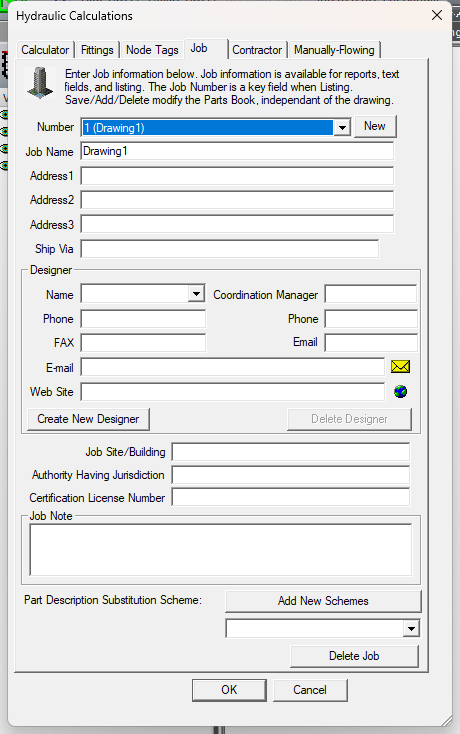 Hydraulic Calculations
Calculator Fittings Node Tags Job Contractor Manually-Flowing
Enter Job information below. Job information is available for reports, text
fields, and listing. The Job Number is a key field when Listing.
Save/Add/Delete modify the Parts Book, independant of the drawing.
Number 1 (Drawing1) New
Job Name Drawing1
Address1
Address2
Address3
Ship Via
Designer
Name Coordination Manager
Phone Phone
FAX Email
E-mail
Web Site
Create New Designer Delete Designer
Job Site/Building
Authority Having Jurisdiction
Certification License Number
Job Note
Part Description Substitution Scheme: Add New Schemes
Delete Job
OK Cancel